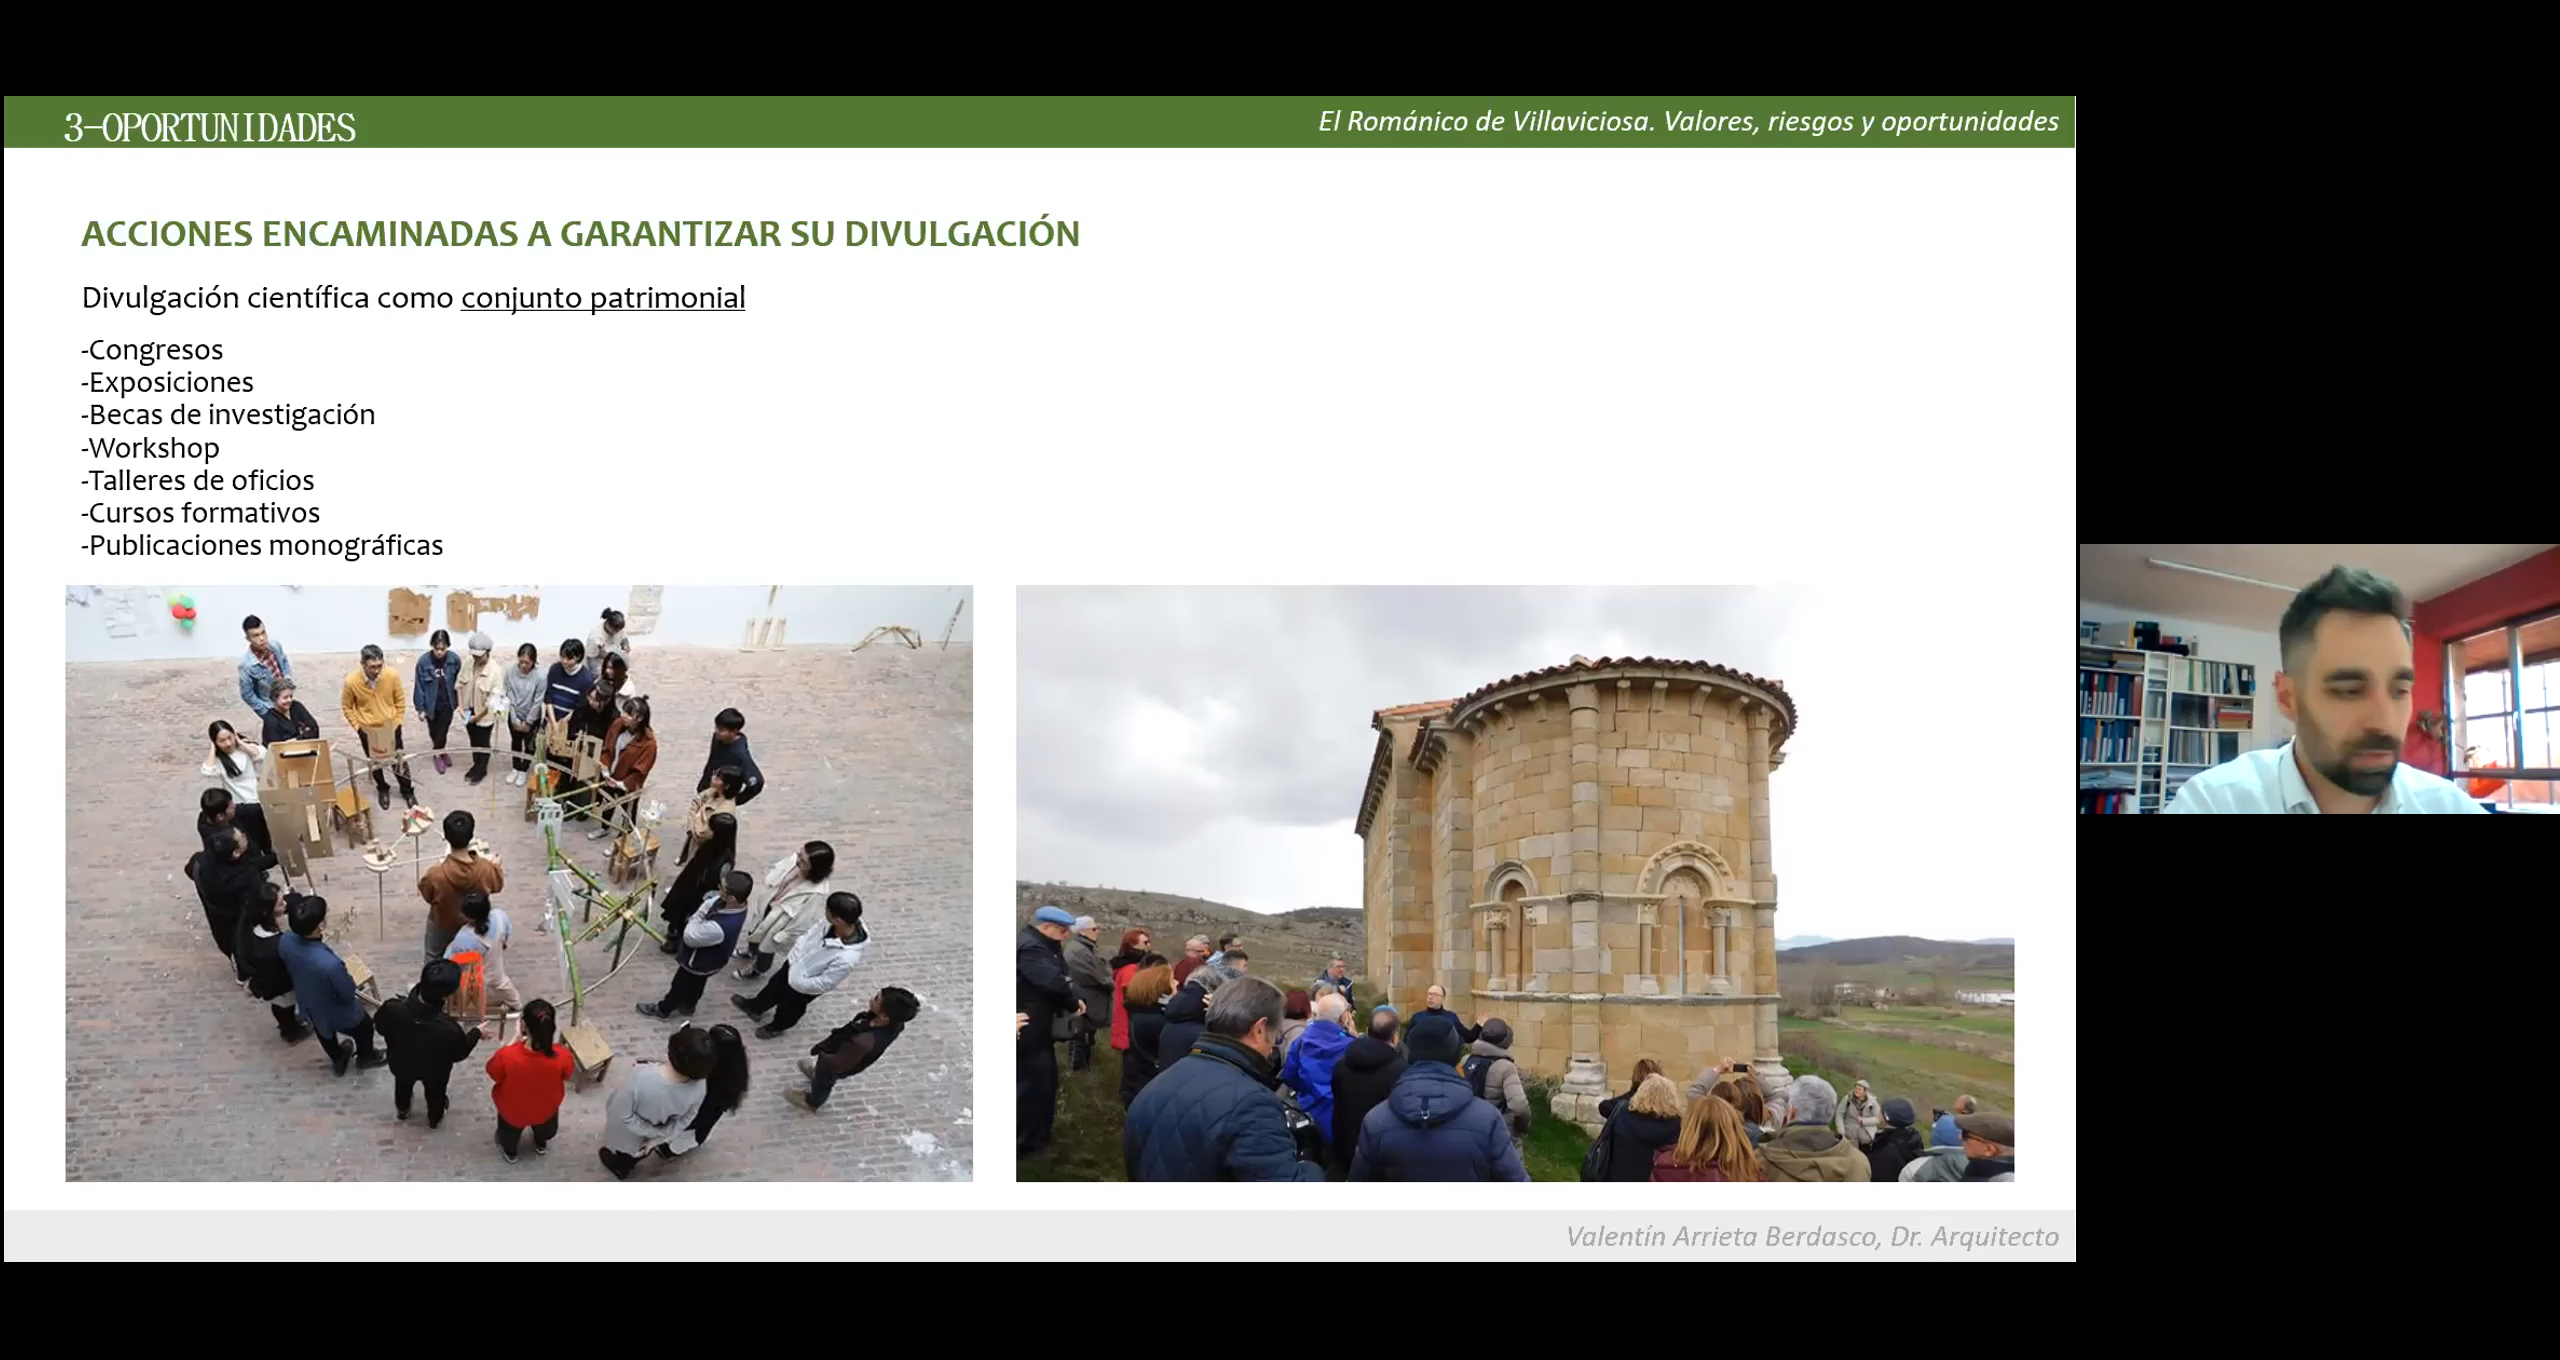 3-OPORTUNIDADES
El Románico de Villaviciosa. Valores, riesgos y oportunidades
ACCIONES ENCAMINADAS A GARANTIZAR SU DIVULGACIÓN
Divulgación científica como conjunto patrimonial
-Congresos
-Exposiciones
-Becas de investigación
-Workshop
-Talleres de oficios
-Cursos formativos
-Publicaciones monográficas
Valentín Arrieta Berdasco, Dr. Arquitecto